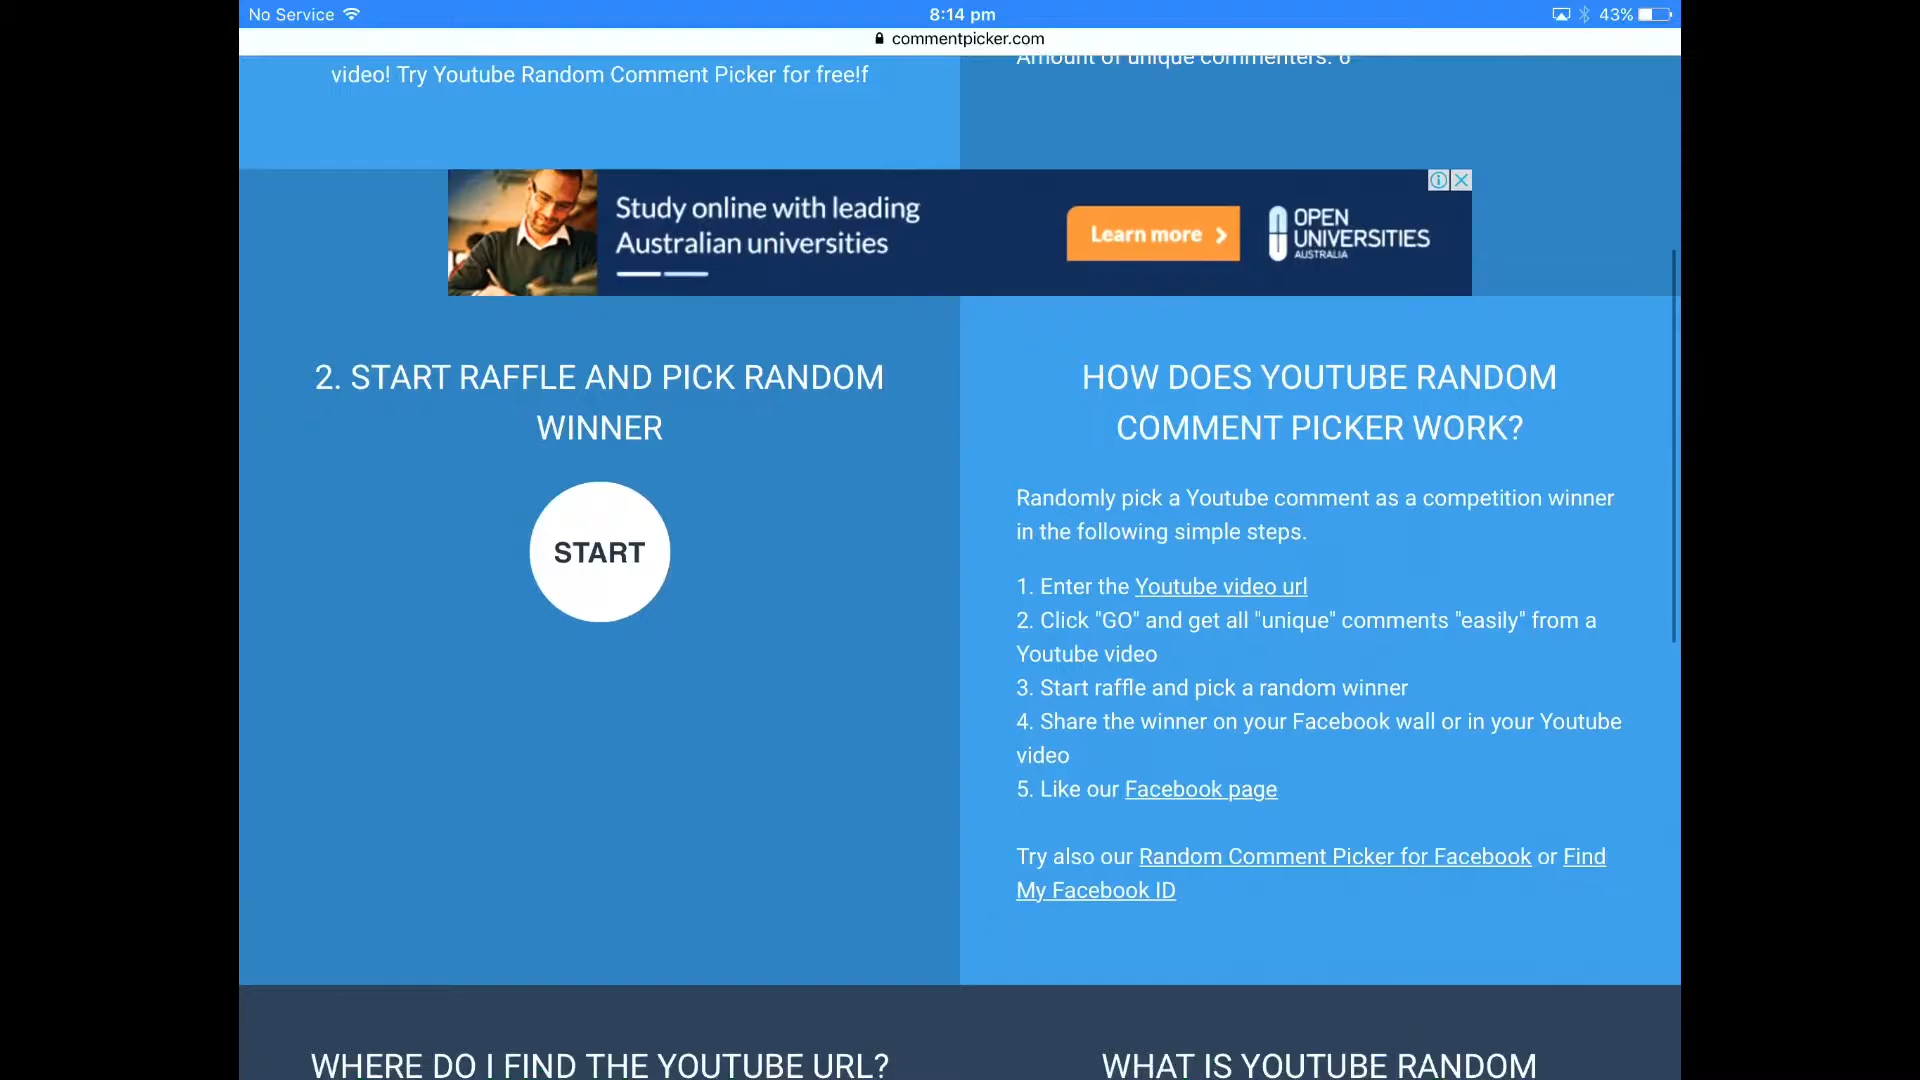 No Service
8:14 pm
43%
commentpicker.com
video! Try Youtube Random Comment Picker for free!f
Amount of unique commenters: 6
Study online with leading
Australian universities
Learn more
OPEN
UNIVERSITIES
AUSTRALIA
2. START RAFFLE AND PICK RANDOM
WINNER
START
HOW DOES YOUTUBE RANDOM
COMMENT PICKER WORK?
Randomly pick a Youtube comment as a competition winner
in the following simple steps.
1. Enter the Youtube video url
2. Click "GO" and get all "unique" comments "easily" from a
Youtube video
3. Start raffle and pick a random winner
4. Share the winner on your Facebook wall or in your Youtube
video
5. Like our Facebook page
Try also our Random Comment Picker for Facebook or Find
My Facebook ID
WHERE DO I FIND THE YOUTUBE URL?
WHAT IS YOUTUBE RANDOM